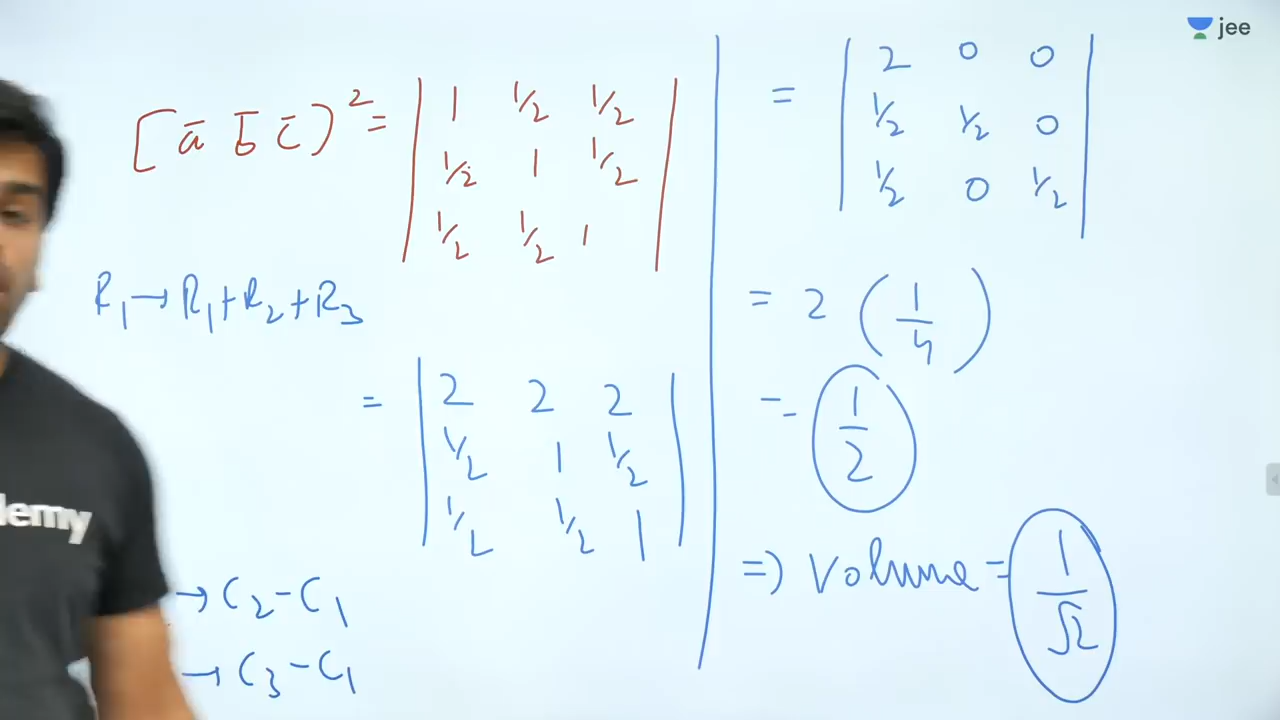 [ā b̄ c̄]² = | 1 1/2 1/2 |
| 1/2 1 1/2 |
| 1/2 1/2 1 |
R₁ → R₁+R₂+R₃
= | 2 2 2 |
| 1/2 1 1/2 |
| 1/2 1/2 1 |
→ C₂-C₁
→ C₃-C₁
= | 2 0 0 |
| 1/2 1/2 0 |
| 1/2 0 1/2 |
= 2 (1/4)
= 1/2
⇒ Volume = 1/√2
jee
demy